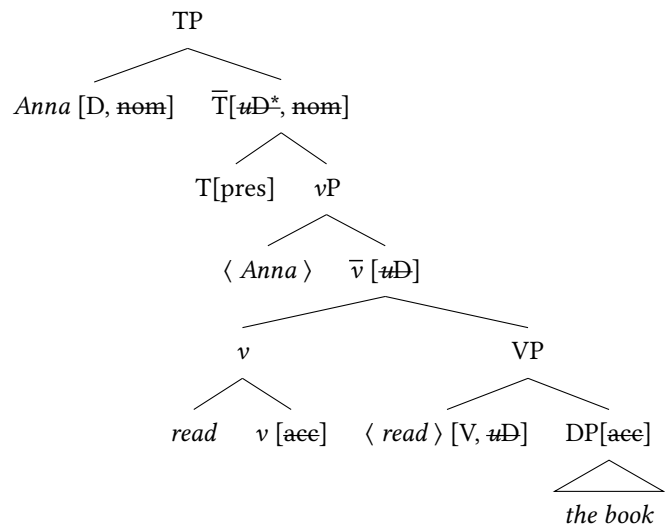 TP
Anna [D, nom] T̅[uD*, nom]
T[pres] vP
⟨ Anna ⟩ v̅ [uD]
v VP
read v [acc] ⟨ read ⟩ [V, uD] DP[acc]
the book